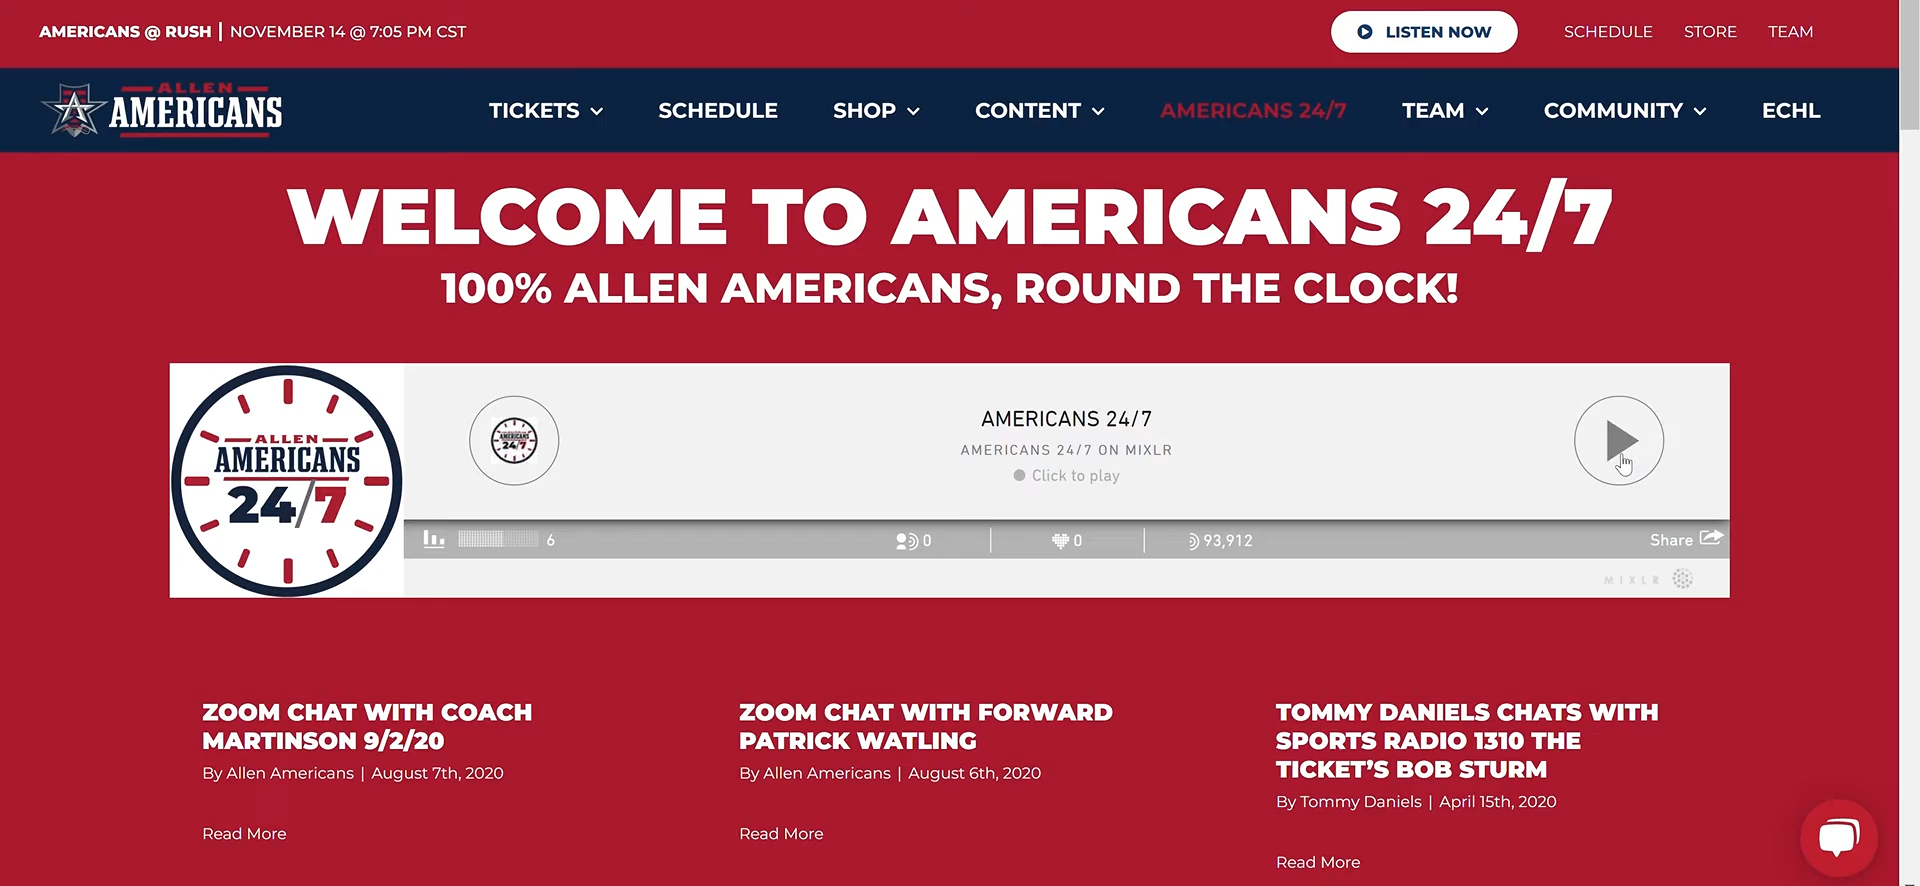 AMERICANS @ RUSH | NOVEMBER 14 @ 7:05 PM CST
LISTEN NOW
SCHEDULE
STORE
TEAM
ALLEN
AMERICANS
TICKETS
SCHEDULE
SHOP
CONTENT
AMERICANS 24/7
TEAM
COMMUNITY
ECHL
WELCOME TO AMERICANS 24/7
100% ALLEN AMERICANS, ROUND THE CLOCK!
ALLEN
AMERICANS
24/7
AMERICANS
24/7
AMERICANS 24/7
AMERICANS 24/7 ON MIXLR
Click to play
6
0
0
93,912
Share
MIXLR
ZOOM CHAT WITH COACH
MARTINSON 9/2/20
By Allen Americans | August 7th, 2020
Read More
ZOOM CHAT WITH FORWARD
PATRICK WATLING
By Allen Americans | August 6th, 2020
Read More
TOMMY DANIELS CHATS WITH
SPORTS RADIO 1310 THE
TICKET'S BOB STURM
By Tommy Daniels | April 15th, 2020
Read More